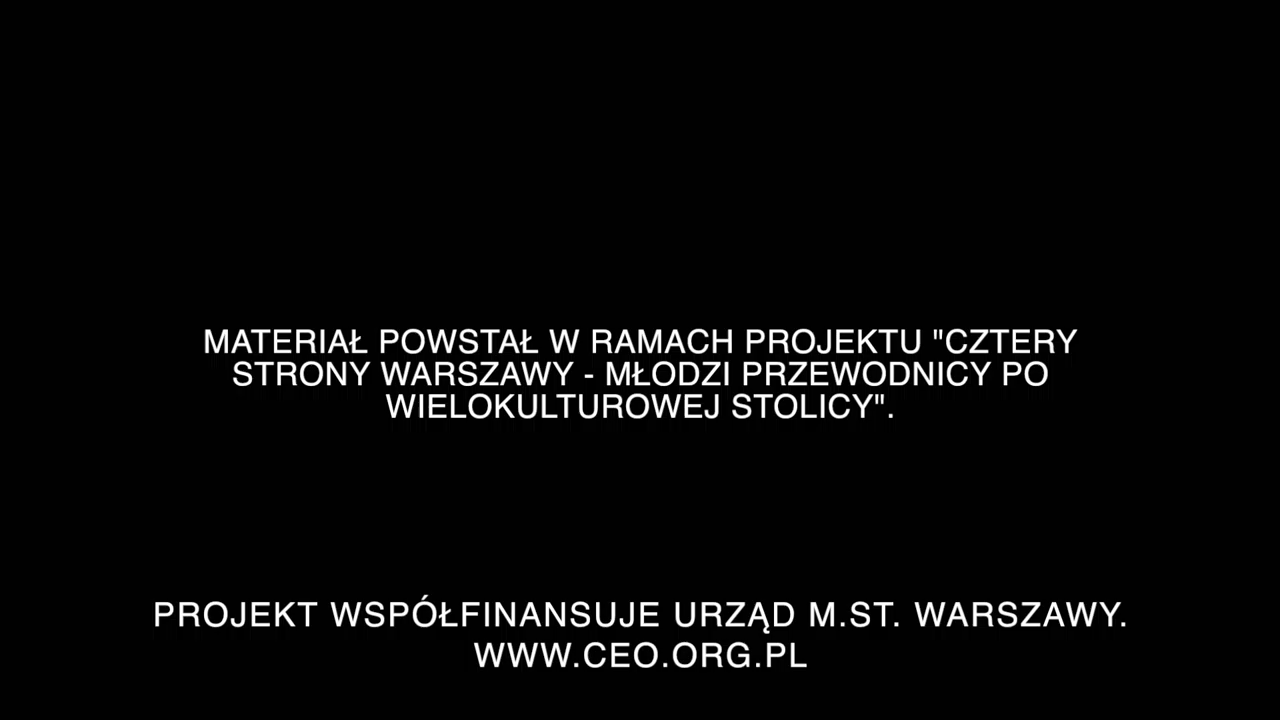 MATERIAŁ POWSTAŁ W RAMACH PROJEKTU "CZTERY
STRONY WARSZAWY - MŁODZI PRZEWODNICY PO
WIELOKULTUROWEJ STOLICY".
PROJEKT WSPÓŁFINANSUJE URZĄD M.ST. WARSZAWY.
WWW.CEO.ORG.PL